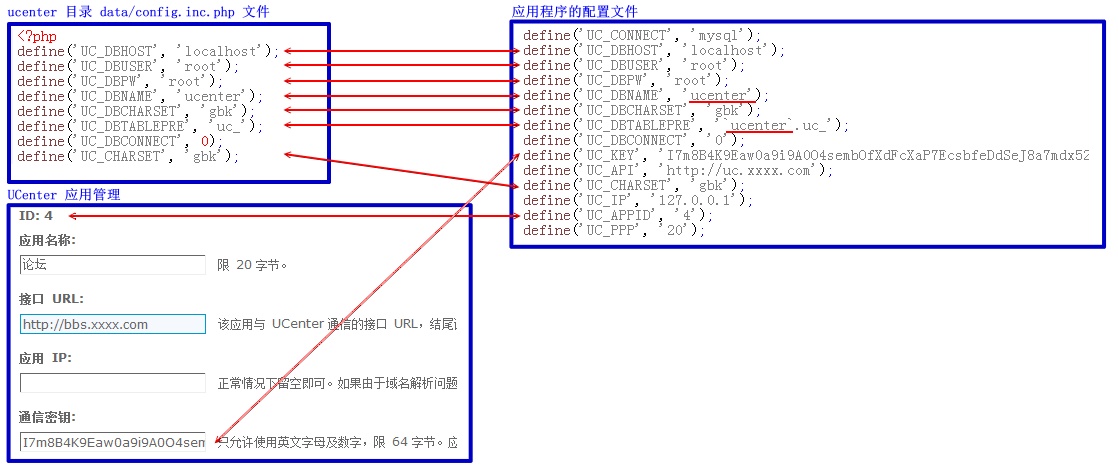 ucenter 目录 data/config.inc.php 文件
<?php
define('UC_DBHOST', 'localhost');
define('UC_DBUSER', 'root');
define('UC_DBPW', 'root');
define('UC_DBNAME', 'ucenter');
define('UC_DBCHARSET', 'gbk');
define('UC_DBTABLEPRE', 'uc_');
define('UC_DBCONNECT', 0);
define('UC_CHARSET', 'gbk');
应用程序的配置文件
define('UC_CONNECT', 'mysql');
define('UC_DBHOST', 'localhost');
define('UC_DBUSER', 'root');
define('UC_DBPW', 'root');
define('UC_DBNAME', 'ucenter');
define('UC_DBCHARSET', 'gbk');
define('UC_DBTABLEPRE', '`ucenter`.uc_');
define('UC_DBCONNECT', '0');
define('UC_KEY', 'I7m8B4K9Eaw0a9i9A0O4semb0fXdFcXaP7EcsbfeDdSeJ8a7mdx52
define('UC_API', 'http://uc.xxxx.com');
define('UC_CHARSET', 'gbk');
define('UC_IP', '127.0.0.1');
define('UC_APPID', '4');
define('UC_PPP', '20');
UCenter 应用管理
ID: 4
应用名称:
论坛 限 20 字节。
接口 URL:
http://bbs.xxxx.com 该应用与 UCenter 通信的接口 URL，结尾
应用 IP:
正常情况下留空即可。如果由于域名解析问题
通信密钥:
I7m8B4K9Eaw0a9i9A0O4sem 只允许使用英文字母及数字，限 64 字节。应